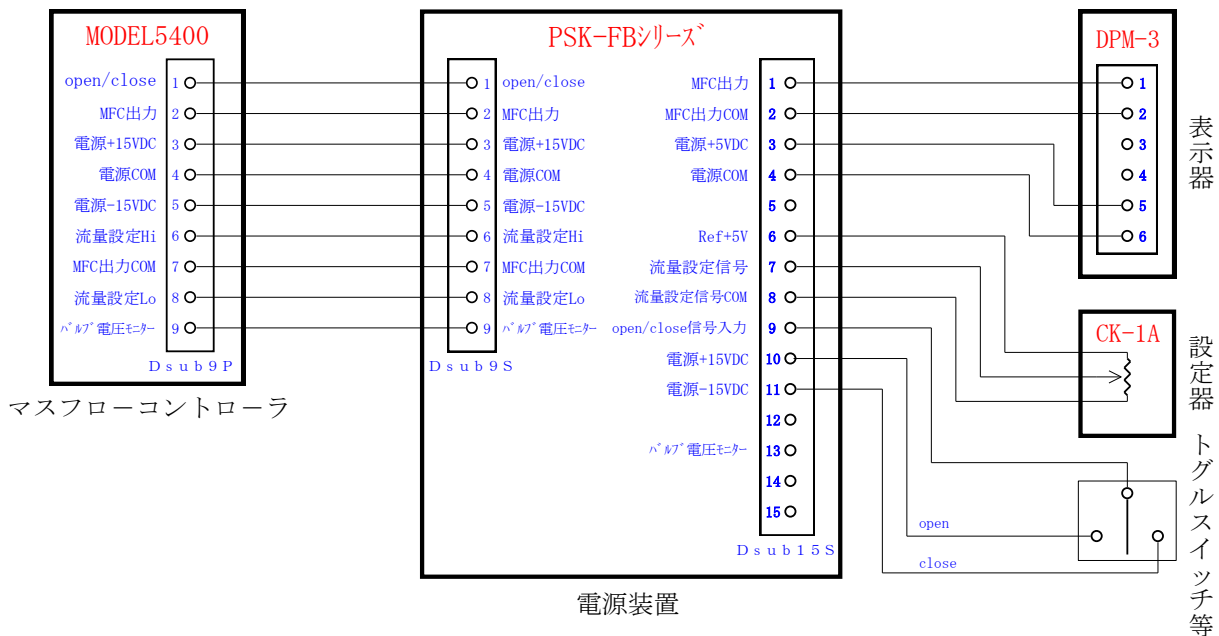 MODEL5400
open/close 1
MFC出力 2
電源+15VDC 3
電源COM 4
電源-15VDC 5
流量設定Hi 6
MFC出力COM 7
流量設定Lo 8
ﾊﾞﾙﾌﾞ電圧ﾓﾆﾀｰ 9
Dsub9P
マスフローコントローラ
PSK-FBｼﾘｰｽﾞ
1 open/close
2 MFC出力
3 電源+15VDC
4 電源COM
5 電源-15VDC
6 流量設定Hi
7 MFC出力COM
8 流量設定Lo
9 ﾊﾞﾙﾌﾞ電圧ﾓﾆﾀｰ
Dsub9S
MFC出力 1
MFC出力COM 2
電源+5VDC 3
電源COM 4
5
Ref+5V 6
流量設定信号 7
流量設定信号COM 8
open/close信号入力 9
電源+15VDC 10
電源-15VDC 11
12
ﾊﾞﾙﾌﾞ電圧ﾓﾆﾀｰ 13
14
15
Dsub15S
電源装置
DPM-3
1
2
3
4
5
6
表示器
CK-1A
設定器
open
close
トグルスイッチ等